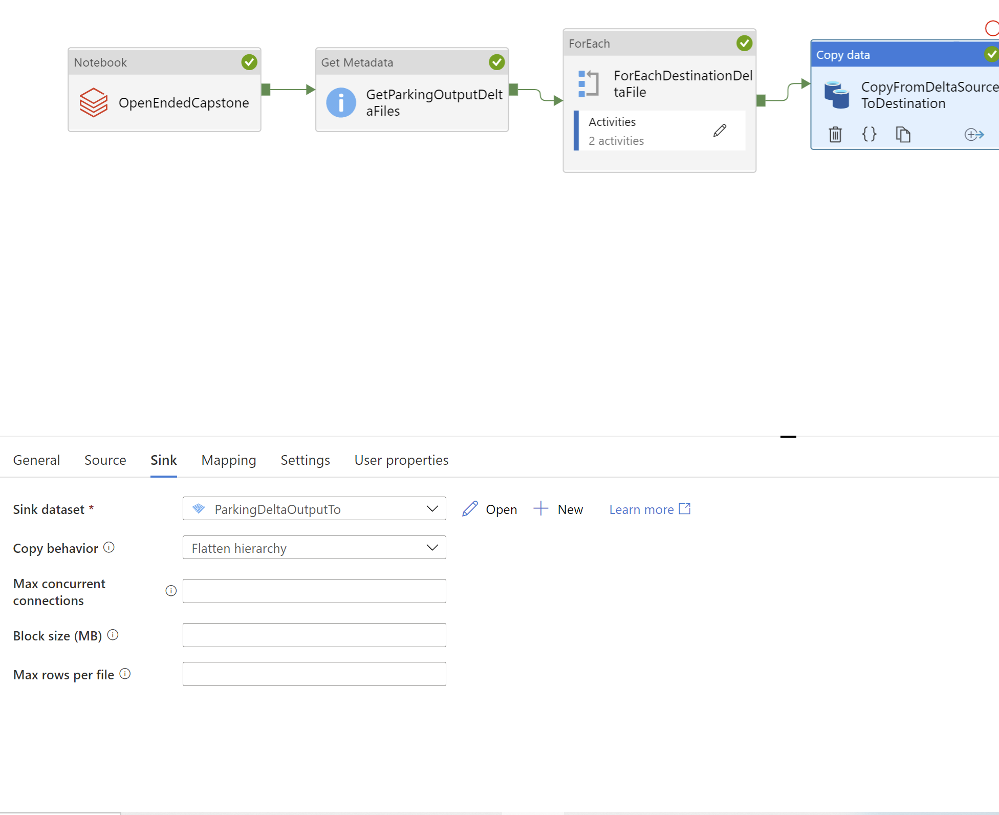 Notebook
OpenEndedCapstone
Get Metadata
GetParkingOutputDelt
aFiles
ForEach
ForEachDestinationDel
taFile
Activities
2 activities
Copy data
CopyFromDeltaSource
ToDestination
General Source Sink Mapping Settings User properties
Sink dataset * ParkingDeltaOutputTo Open New Learn more
Copy behavior Flatten hierarchy
Max concurrent
connections
Block size (MB)
Max rows per file